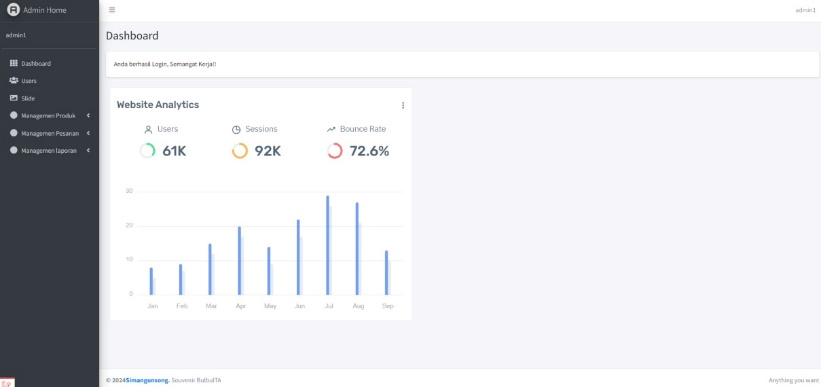 Admin Home
admin1
admin1
Dashboard
Users
Slide
Managemen Produk
Managemen Pesanan
Managemen laporan
Dashboard
Anda berhasil Login, Semangat Kerja!!
Website Analytics
Users
Sessions
Bounce Rate
61K
92K
72.6%
30
20
10
0
Jan Feb Mar Apr May Jun Jul Aug Sep
© 2024Simangensong. Souvenir BulbulTA
Anything you want